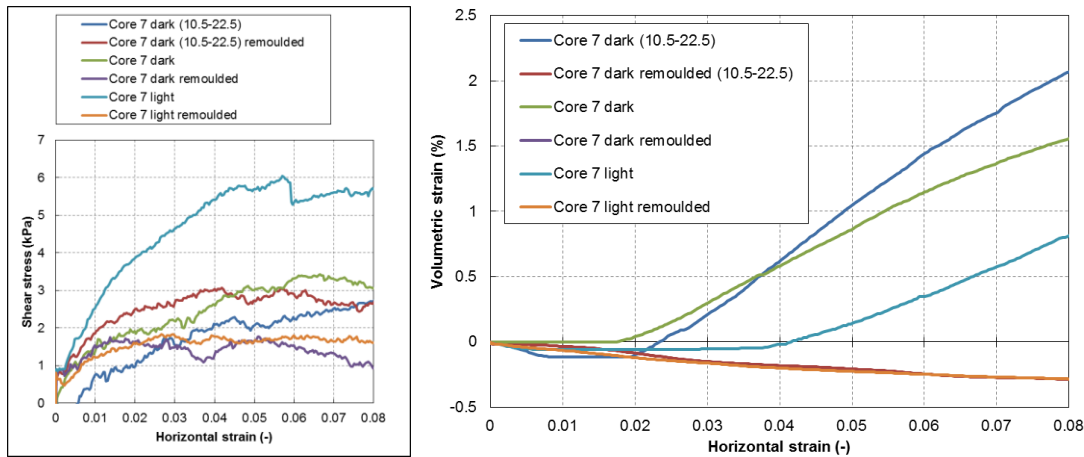 Core 7 dark (10.5-22.5)
Core 7 dark (10.5-22.5) remoulded
Core 7 dark
Core 7 dark remoulded
Core 7 light
Core 7 light remoulded
7
6
5
4
3
2
1
0
Shear stress (kPa)
0 0.01 0.02 0.03 0.04 0.05 0.06 0.07 0.08
Horizontal strain (-)
2.5
2
1.5
1
0.5
0
-0.5
Volumetric strain (%)
Core 7 dark (10.5-22.5)
Core 7 dark remoulded (10.5-22.5)
Core 7 dark
Core 7 dark remoulded
Core 7 light
Core 7 light remoulded
0 0.01 0.02 0.03 0.04 0.05 0.06 0.07 0.08
Horizontal strain (-)